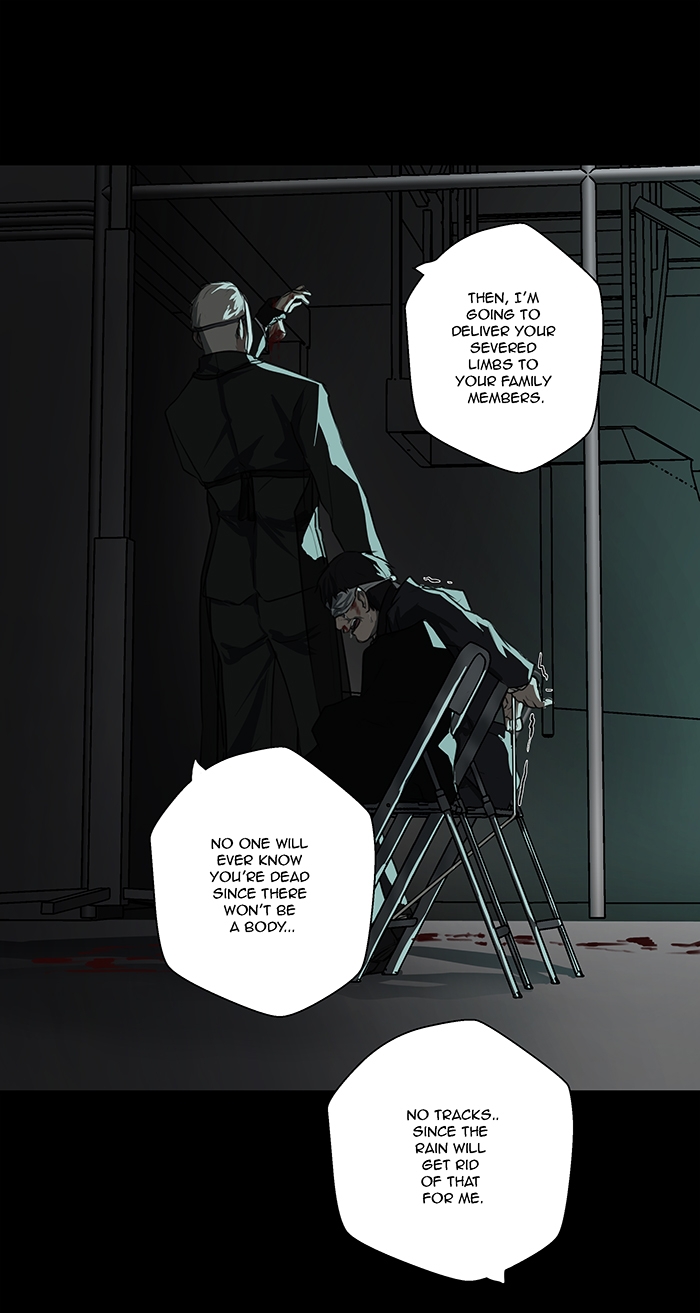 THEN, I'M
GOING TO
DELIVER YOUR
SEVERED
LIMBS TO
YOUR FAMILY
MEMBERS.
NO ONE WILL
EVER KNOW
YOU'RE DEAD
SINCE THERE
WON'T BE
A BODY...
NO TRACKS..
SINCE THE
RAIN WILL
GET RID
OF THAT
FOR ME.